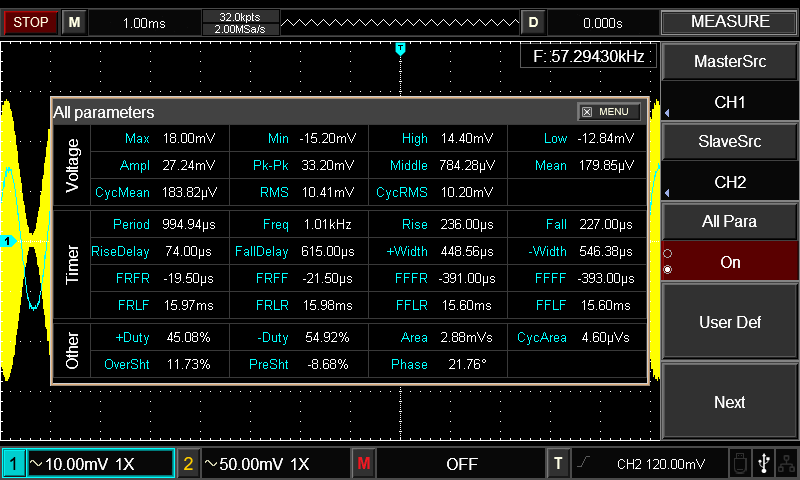 STOP M 1.00ms 32.0kpts 2.00MSa/s D 0.000s MEASURE
T
F: 57.29430kHz
MasterSrc
CH1
SlaveSrc
CH2
All Para
On
User Def
Next
All parameters MENU
Voltage
Max 18.00mV Min -15.20mV High 14.40mV Low -12.84mV
Ampl 27.24mV Pk-Pk 33.20mV Middle 784.28µV Mean 179.85µV
CycMean 183.82µV RMS 10.41mV CycRMS 10.20mV
Timer
Period 994.94µs Freq 1.01kHz Rise 236.00µs Fall 227.00µs
RiseDelay 74.00µs FallDelay 615.00µs +Width 448.56µs -Width 546.38µs
FRFR -19.50µs FRFF -21.50µs FFFR -391.00µs FFFF -393.00µs
FRLF 15.97ms FRLR 15.98ms FFLR 15.60ms FFLF 15.60ms
Other
+Duty 45.08% -Duty 54.92% Area 2.88mVs CycArea 4.60µVs
OverSht 11.73% PreSht -8.68% Phase 21.76°
1
1 ~10.00mV 1X 2 ~50.00mV 1X M OFF T CH2 120.00mV